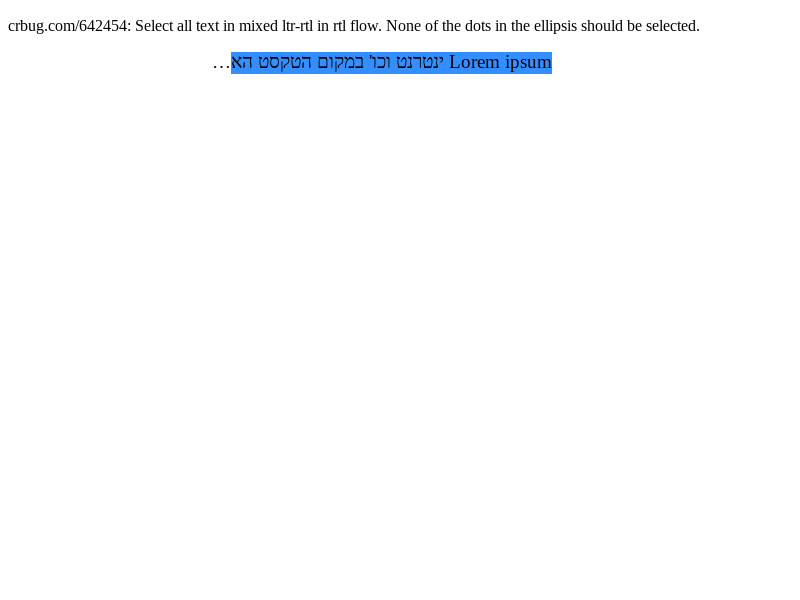 crbug.com/642454: Select all text in mixed ltr-rtl in rtl flow. None of the dots in the ellipsis should be selected.
Lorem ipsum ינטרנט וכו' במקום הטקסט הא…